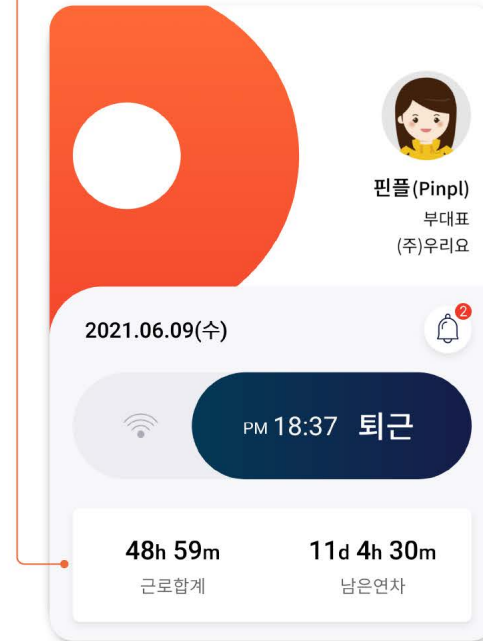 핀플(Pinpl)
부대표
(주)우리요
2021.06.09(수)
2
PM 18:37 퇴근
48h 59m
근로합계
11d 4h 30m
남은연차